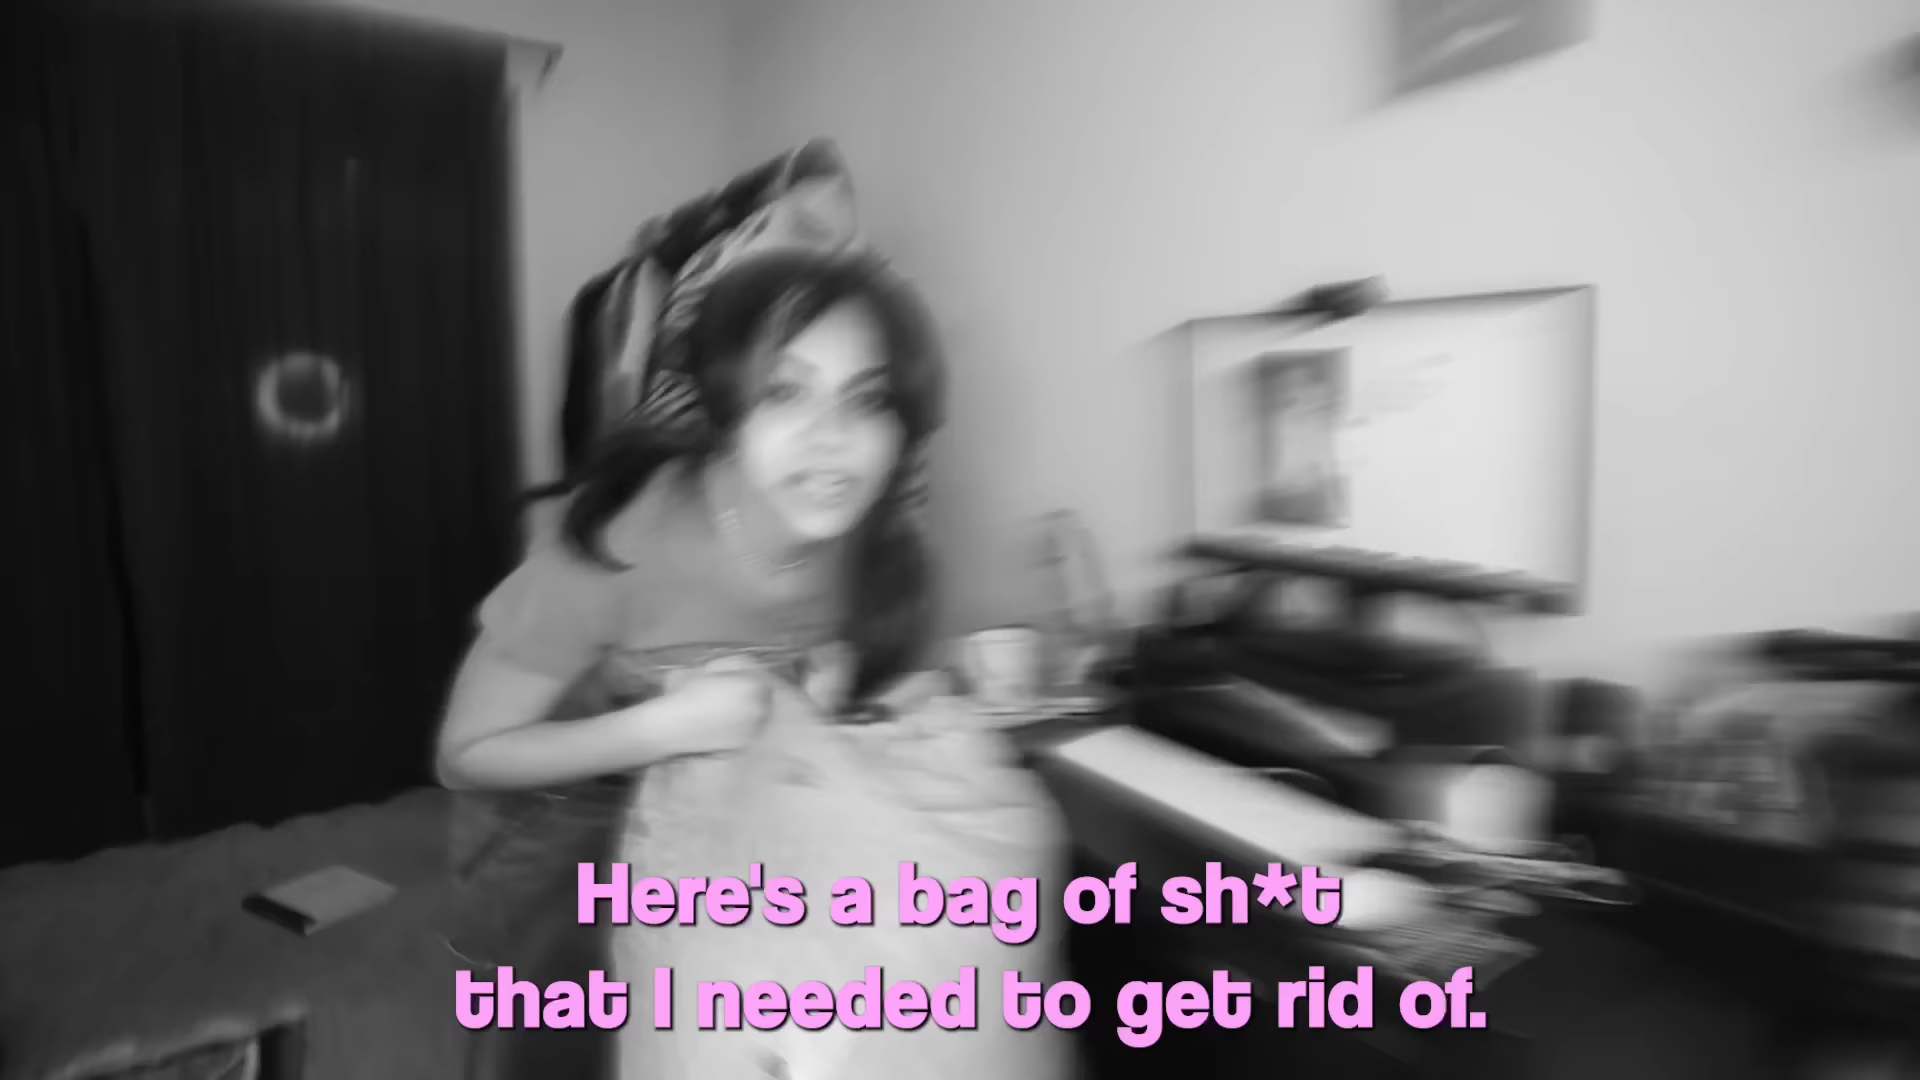 Here's a bag of sh*t
that I needed to get rid of.